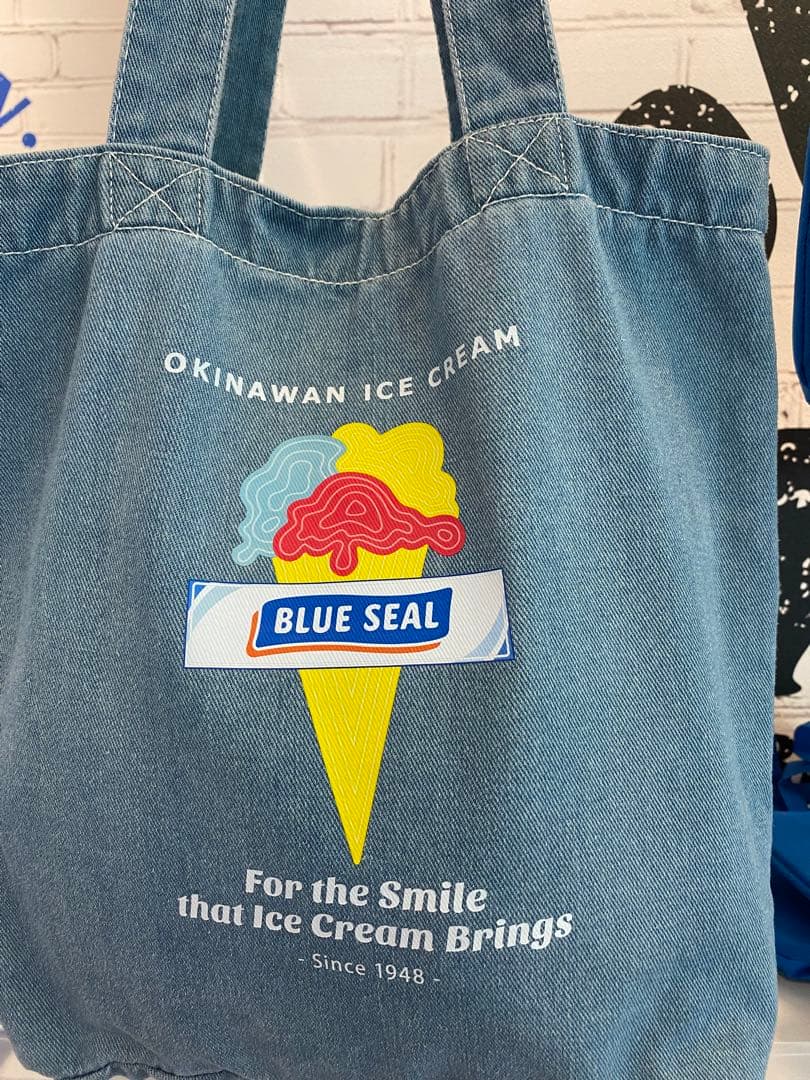 OKINAWAN ICE CREAM
BLUE SEAL
For the Smile
that Ice Cream Brings
- Since 1948 -